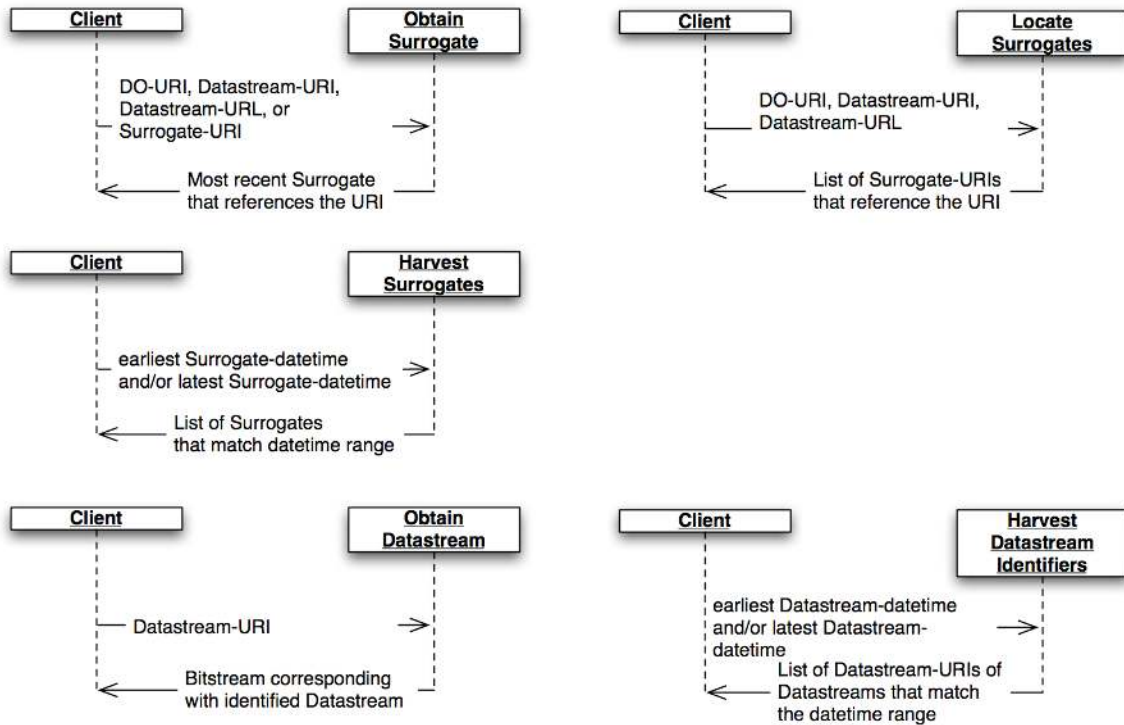 Client
Obtain
Surrogate
DO-URI, Datastream-URI,
Datastream-URL, or
Surrogate-URI
Most recent Surrogate
that references the URI
Client
Locate
Surrogates
DO-URI, Datastream-URI,
Datastream-URL
List of Surrogate-URIs
that reference the URI
Client
Harvest
Surrogates
earliest Surrogate-datetime
and/or latest Surrogate-datetime
List of Surrogates
that match datetime range
Client
Obtain
Datastream
Datastream-URI
Bitstream corresponding
with identified Datastream
Client
Harvest
Datastream
Identifiers
earliest Datastream-datetime
and/or latest Datastream-
datetime
List of Datastream-URIs of
Datastreams that match
the datetime range